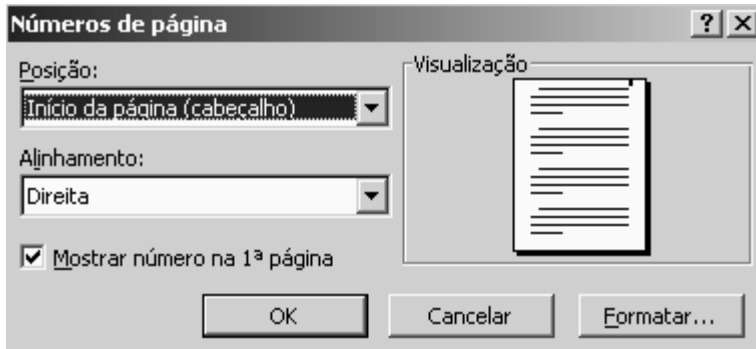 Números de página
Posição:
Início da página (cabeçalho)
Alinhamento:
Direita
Mostrar número na 1ª página
Visualização
OK
Cancelar
Formatar...